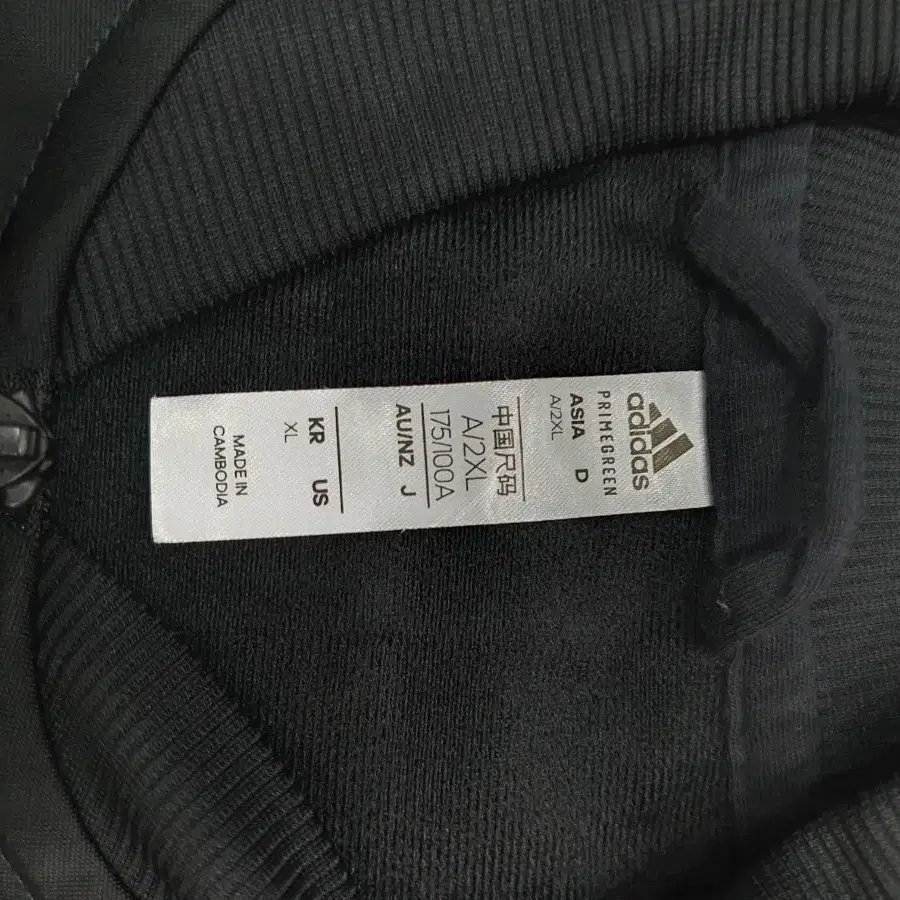 adidas
PRIMEGREEN
ASIA D
A/2XL
中国尺码
A/2XL
175/100A
AU/NZ J
KR US
XL
MADE IN
CAMBODIA